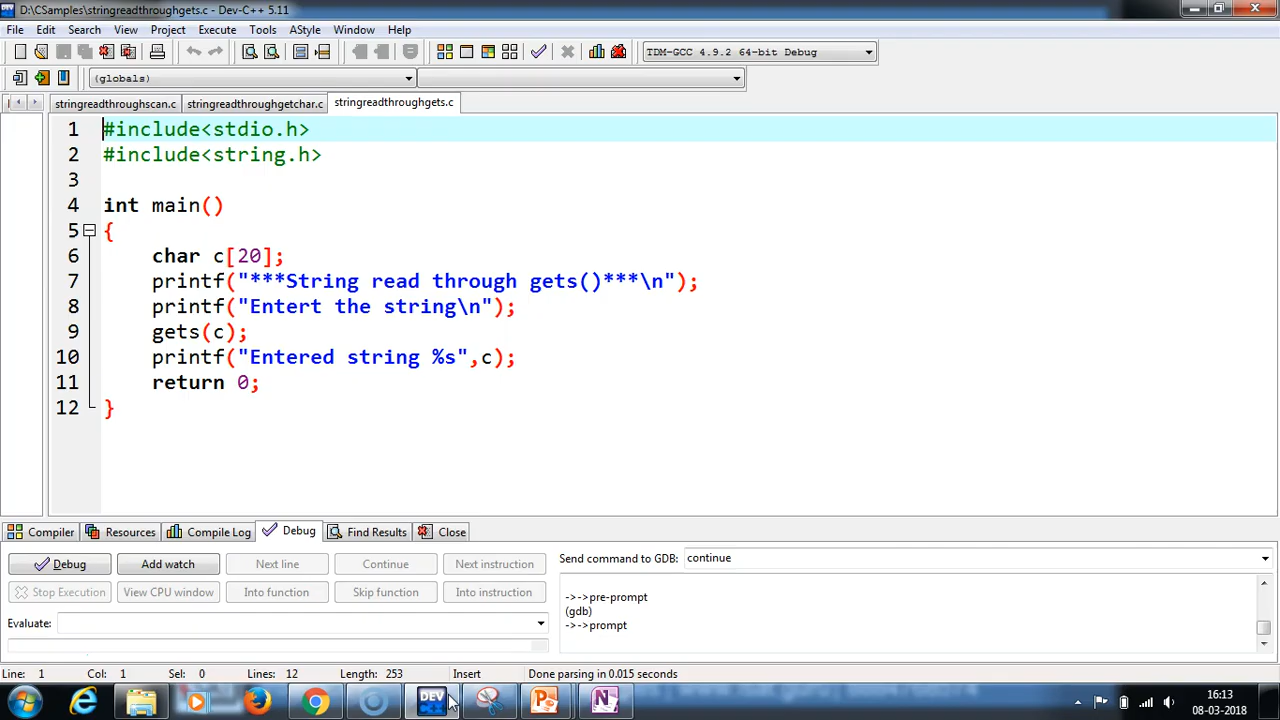 D:\CSamples\stringreadthroughgets.c - Dev-C++ 5.11
File Edit Search View Project Execute Tools AStyle Window Help
TDM-GCC 4.9.2 64-bit Debug
(globals)
stringreadthroughscan.c stringreadthroughgetchar.c stringreadthroughgets.c
1 #include<stdio.h>
2 #include<string.h>
3
4 int main()
5 {
6 char c[20];
7 printf("***String read through gets()***\n");
8 printf("Entert the string\n");
9 gets(c);
10 printf("Entered string %s",c);
11 return 0;
12 }
Compiler Resources Compile Log Debug Find Results Close
Debug Add watch Next line Continue Next instruction Send command to GDB: continue
Stop Execution View CPU window Into function Skip function Into instruction
->->pre-prompt
(gdb)
->->prompt
Evaluate:
Line: 1 Col: 1 Sel: 0 Lines: 12 Length: 253 Insert Done parsing in 0.015 seconds
DEV C++
16:13
08-03-2018